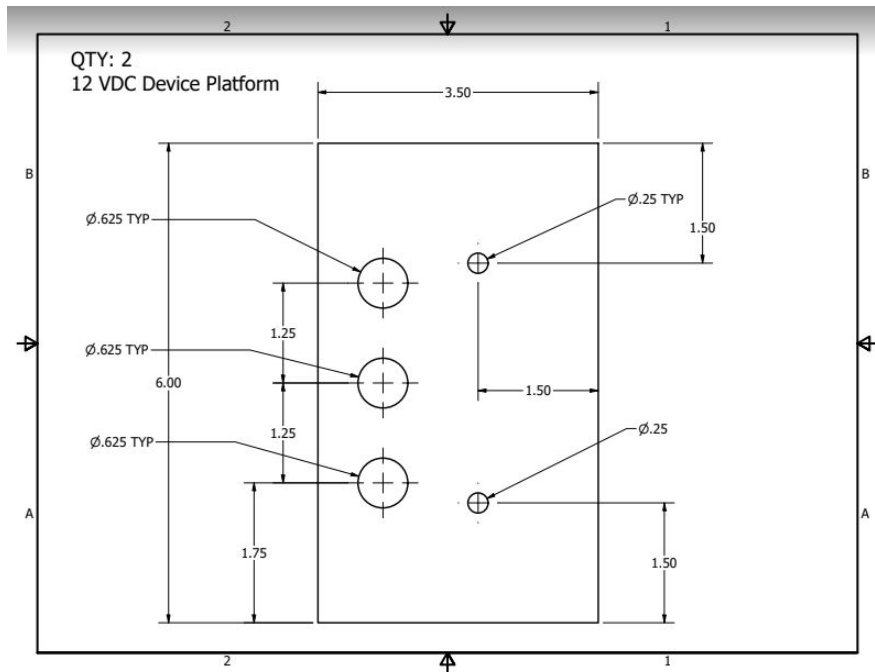 2
1
QTY: 2
12 VDC Device Platform
3.50
B
B
Ø.625 TYP
Ø.25 TYP
1.50
1.25
Ø.625 TYP
6.00
1.50
1.25
Ø.625 TYP
Ø.25
A
A
1.75
1.50
2
1